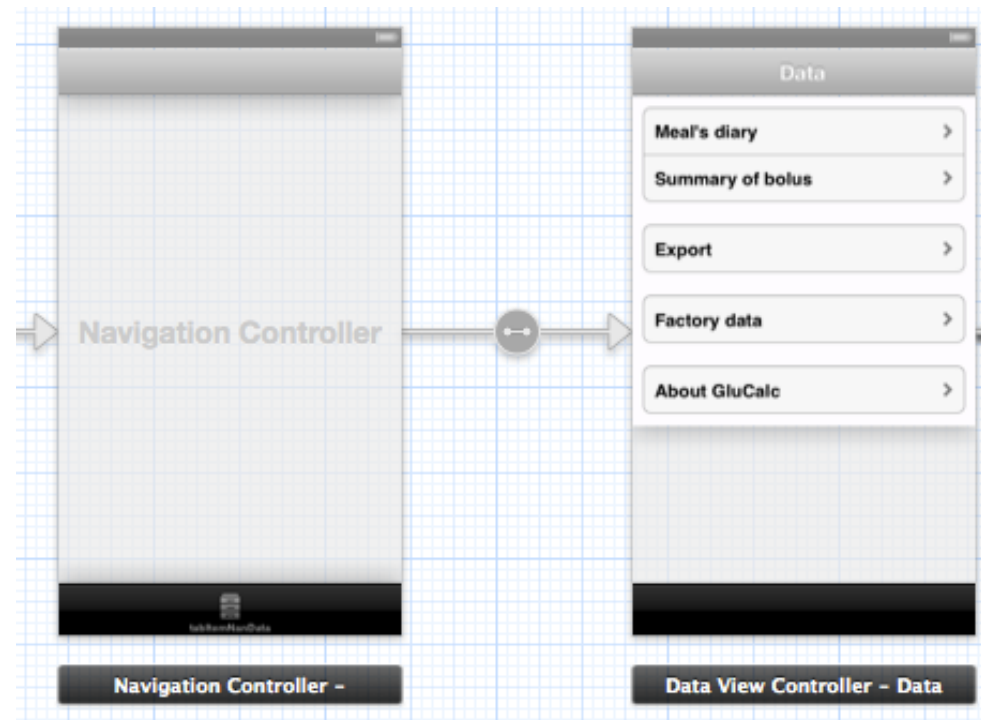 Data
Meal's diary
Summary of bolus
Export
Navigation Controller
Factory data
About GluCalc
Navigation Controller –
Data View Controller – Data